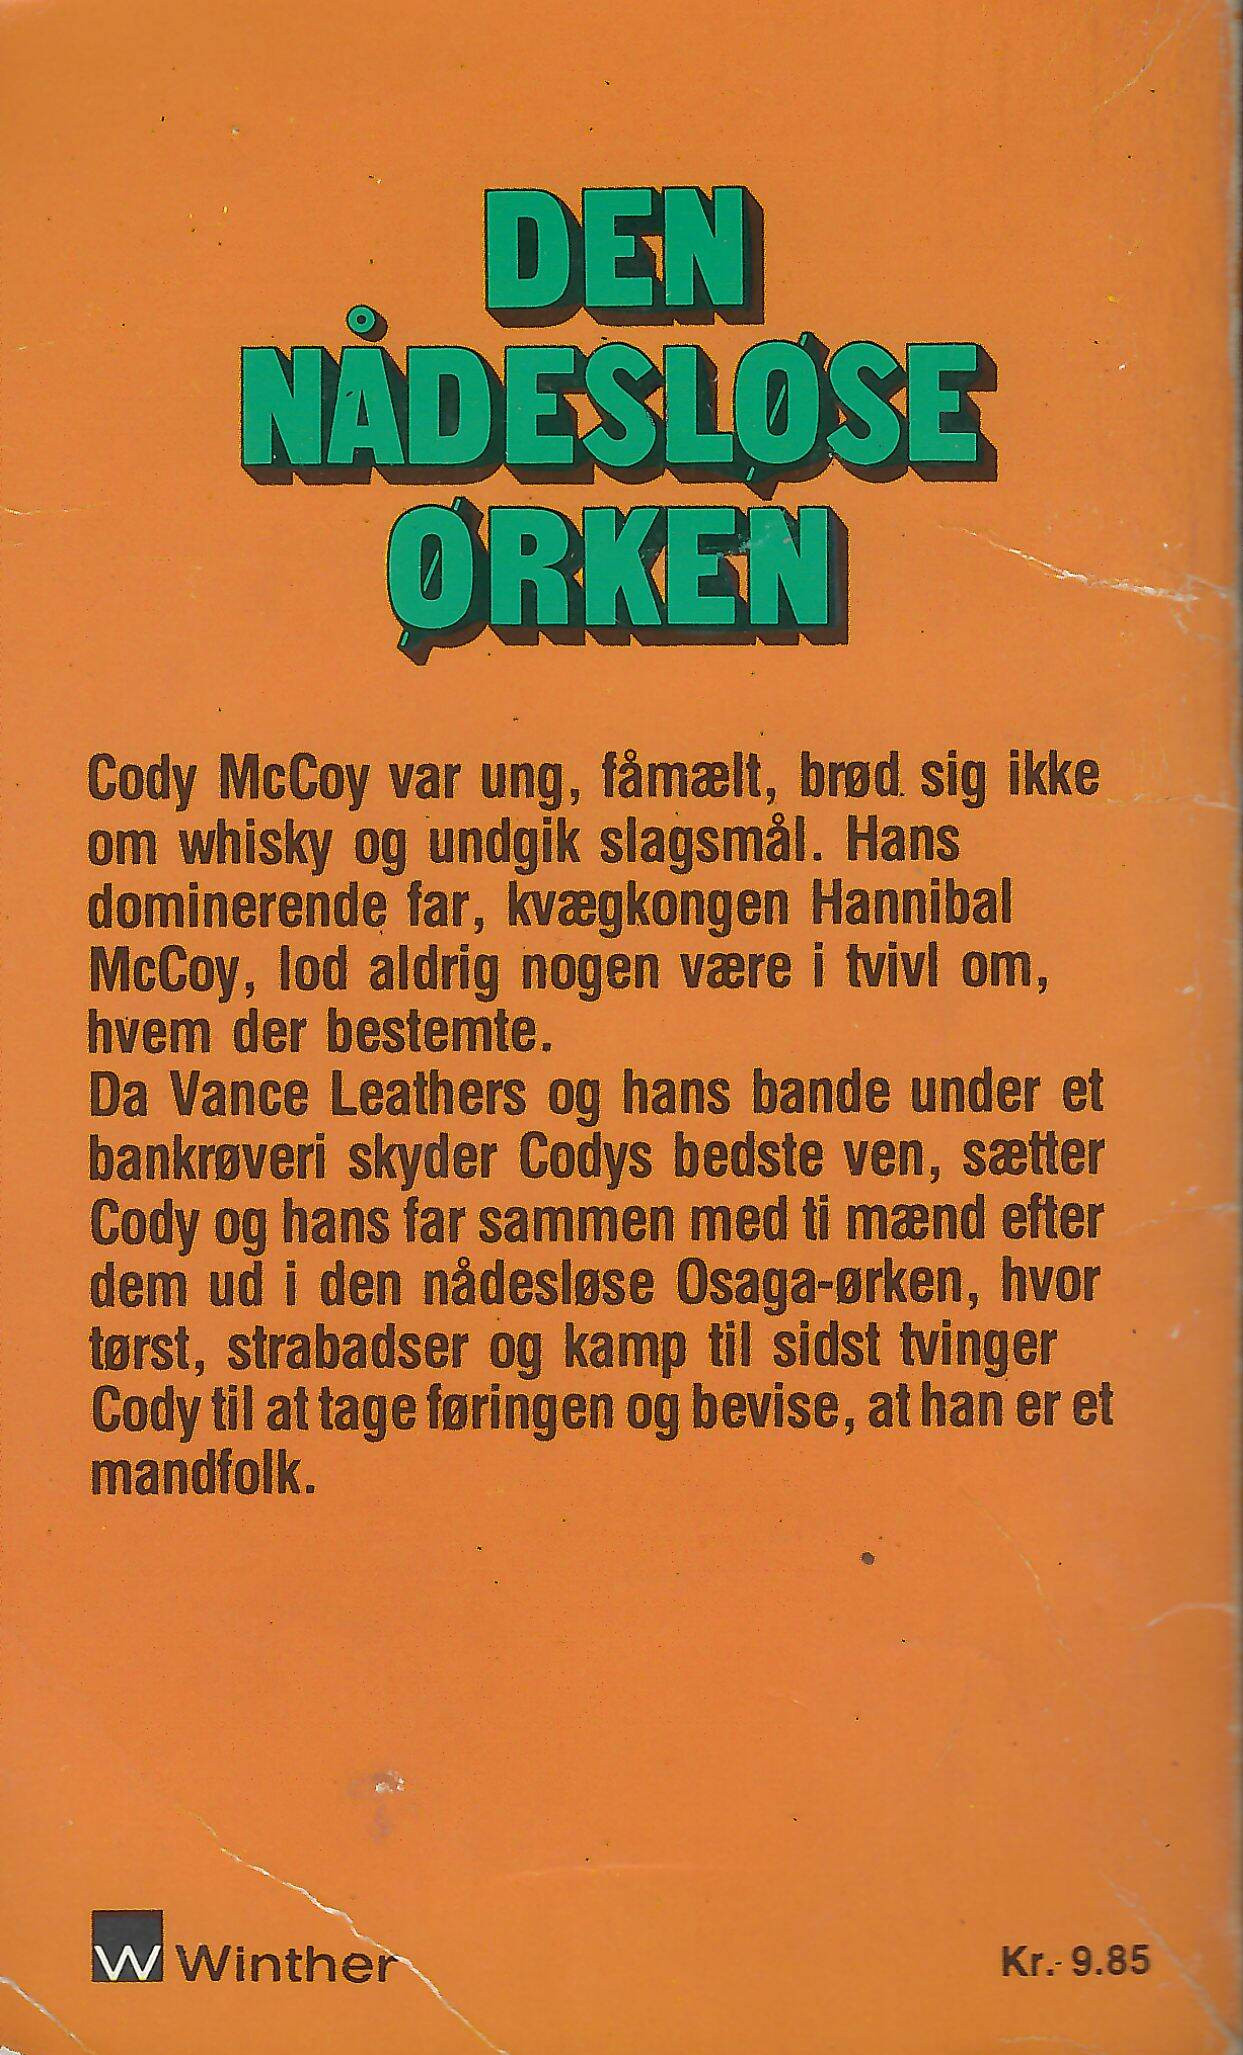 DEN
NÅDESLØSE
ØRKEN
Cody McCoy var ung, fåmælt, brød sig ikke
om whisky og undgik slagsmål. Hans
dominerende far, kvægkongen Hannibal
McCoy, lod aldrig nogen være i tvivl om,
hvem der bestemte.
Da Vance Leathers og hans bande under et
bankrøveri skyder Codys bedste ven, sætter
Cody og hans far sammen med ti mænd efter
dem ud i den nådesløse Osaga-ørken, hvor
tørst, strabadser og kamp til sidst tvinger
Cody til at tage føringen og bevise, at han er et
mandfolk.
W Winther
Kr.- 9.85